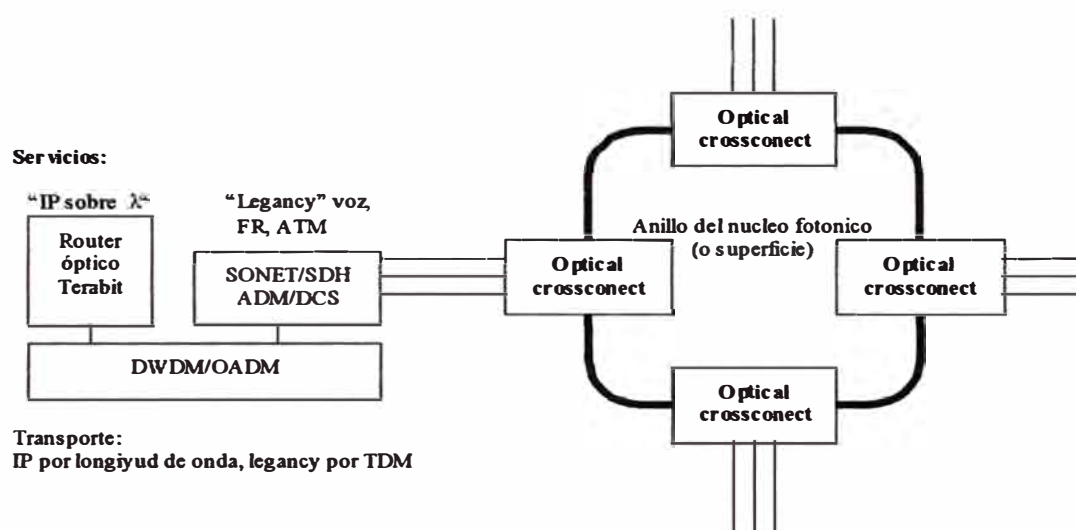 Servicios:
“IP sobre λ“
Router
óptico
Terabit
“Legancy” voz,
FR, ATM
SONET/SDH
ADM/DCS
DWDM/OADM
Transporte:
IP por longiyud de onda, legancy por TDM
Optical
crossconect
Optical
crossconect
Anillo del nucleo fotonico
(o superficie)
Optical
crossconect
Optical
crossconect